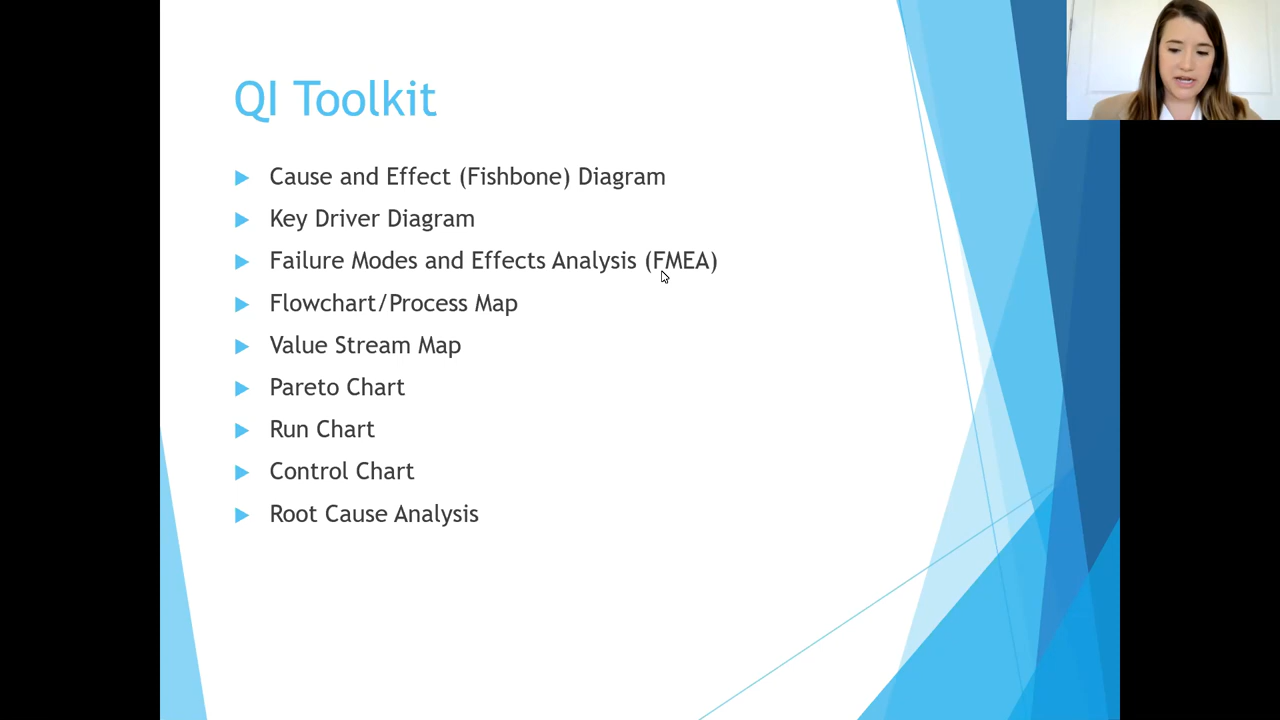 QI Toolkit
Cause and Effect (Fishbone) Diagram
Key Driver Diagram
Failure Modes and Effects Analysis (FMEA)
Flowchart/Process Map
Value Stream Map
Pareto Chart
Run Chart
Control Chart
Root Cause Analysis